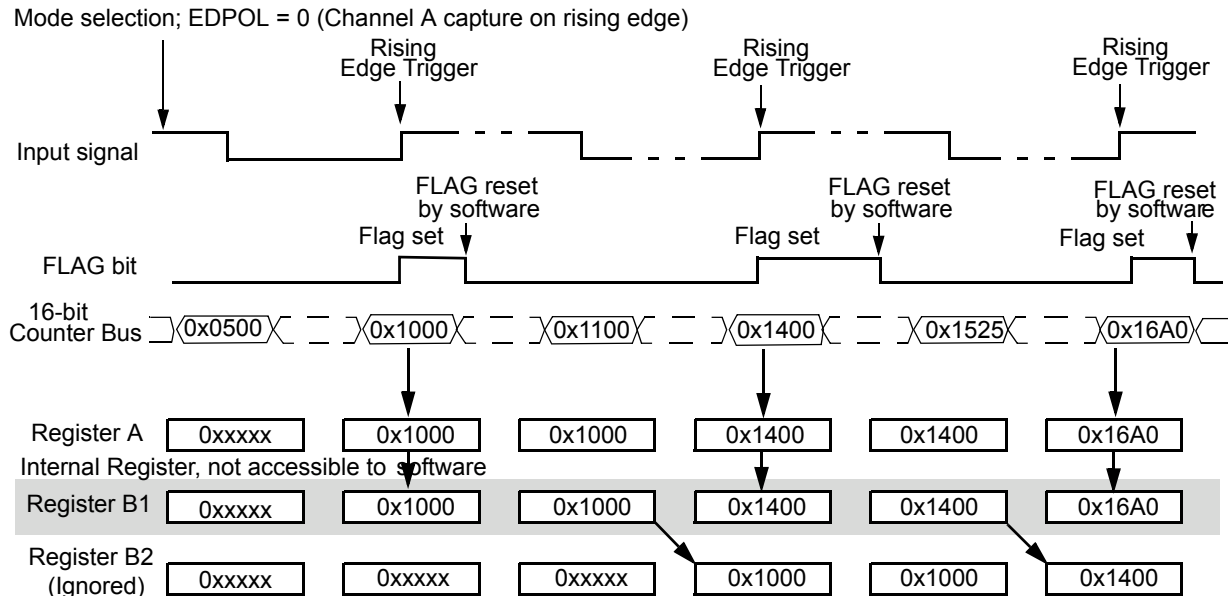 Mode selection; EDPOL = 0 (Channel A capture on rising edge)
Rising Edge Trigger
Rising Edge Trigger
Rising Edge Trigger
Input signal
FLAG reset by software
FLAG reset by software
FLAG reset by software
Flag set
Flag set
Flag set
FLAG bit
16-bit
Counter Bus
0x0500 0x1000 0x1100 0x1400 0x1525 0x16A0
Register A 0xxxxx 0x1000 0x1000 0x1400 0x1400 0x16A0
Internal Register, not accessible to software
Register B1 0xxxxx 0x1000 0x1000 0x1400 0x1400 0x16A0
Register B2
(Ignored) 0xxxxx 0xxxxx 0xxxxx 0x1000 0x1000 0x1400